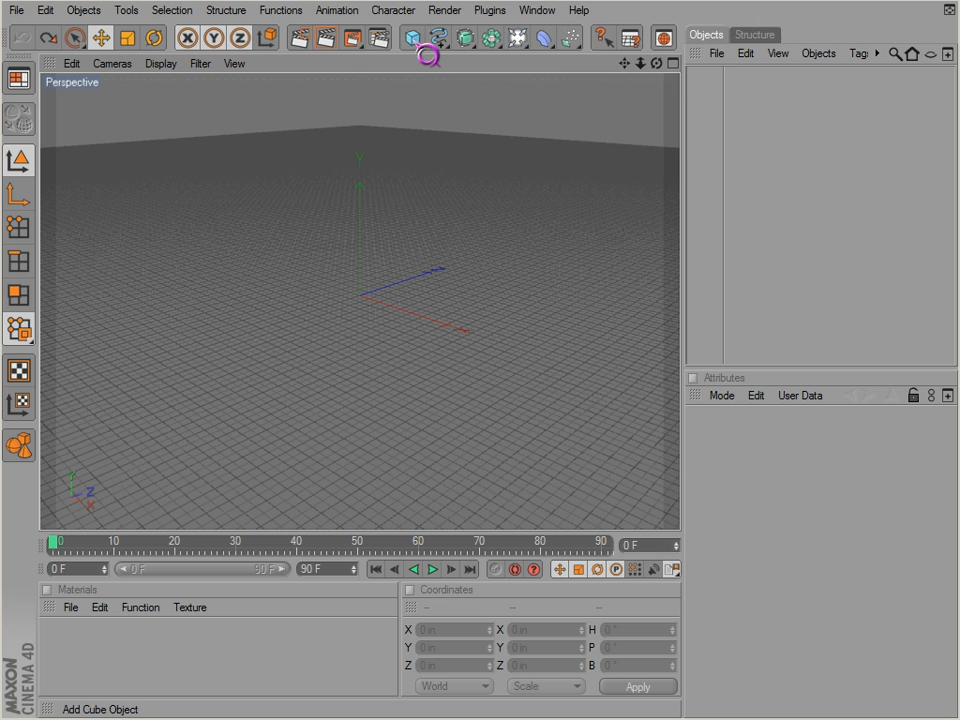 File Edit Objects Tools Selection Structure Functions Animation Character Render Plugins Window Help
X Y Z
Objects Structure
File Edit View Objects Tag
Edit Cameras Display Filter View
Perspective
Y
Y
Z
X
Attributes
Mode Edit User Data
0 10 20 30 40 50 60 70 80 90 0 F
0 F 0 F 90 F 90 F
Materials
File Edit Function Texture
Coordinates
-- -- --
X 0 in X 0 in H 0 °
Y 0 in Y 0 in P 0 °
Z 0 in Z 0 in B 0 °
World Scale Apply
MAXON
CINEMA 4D
Add Cube Object